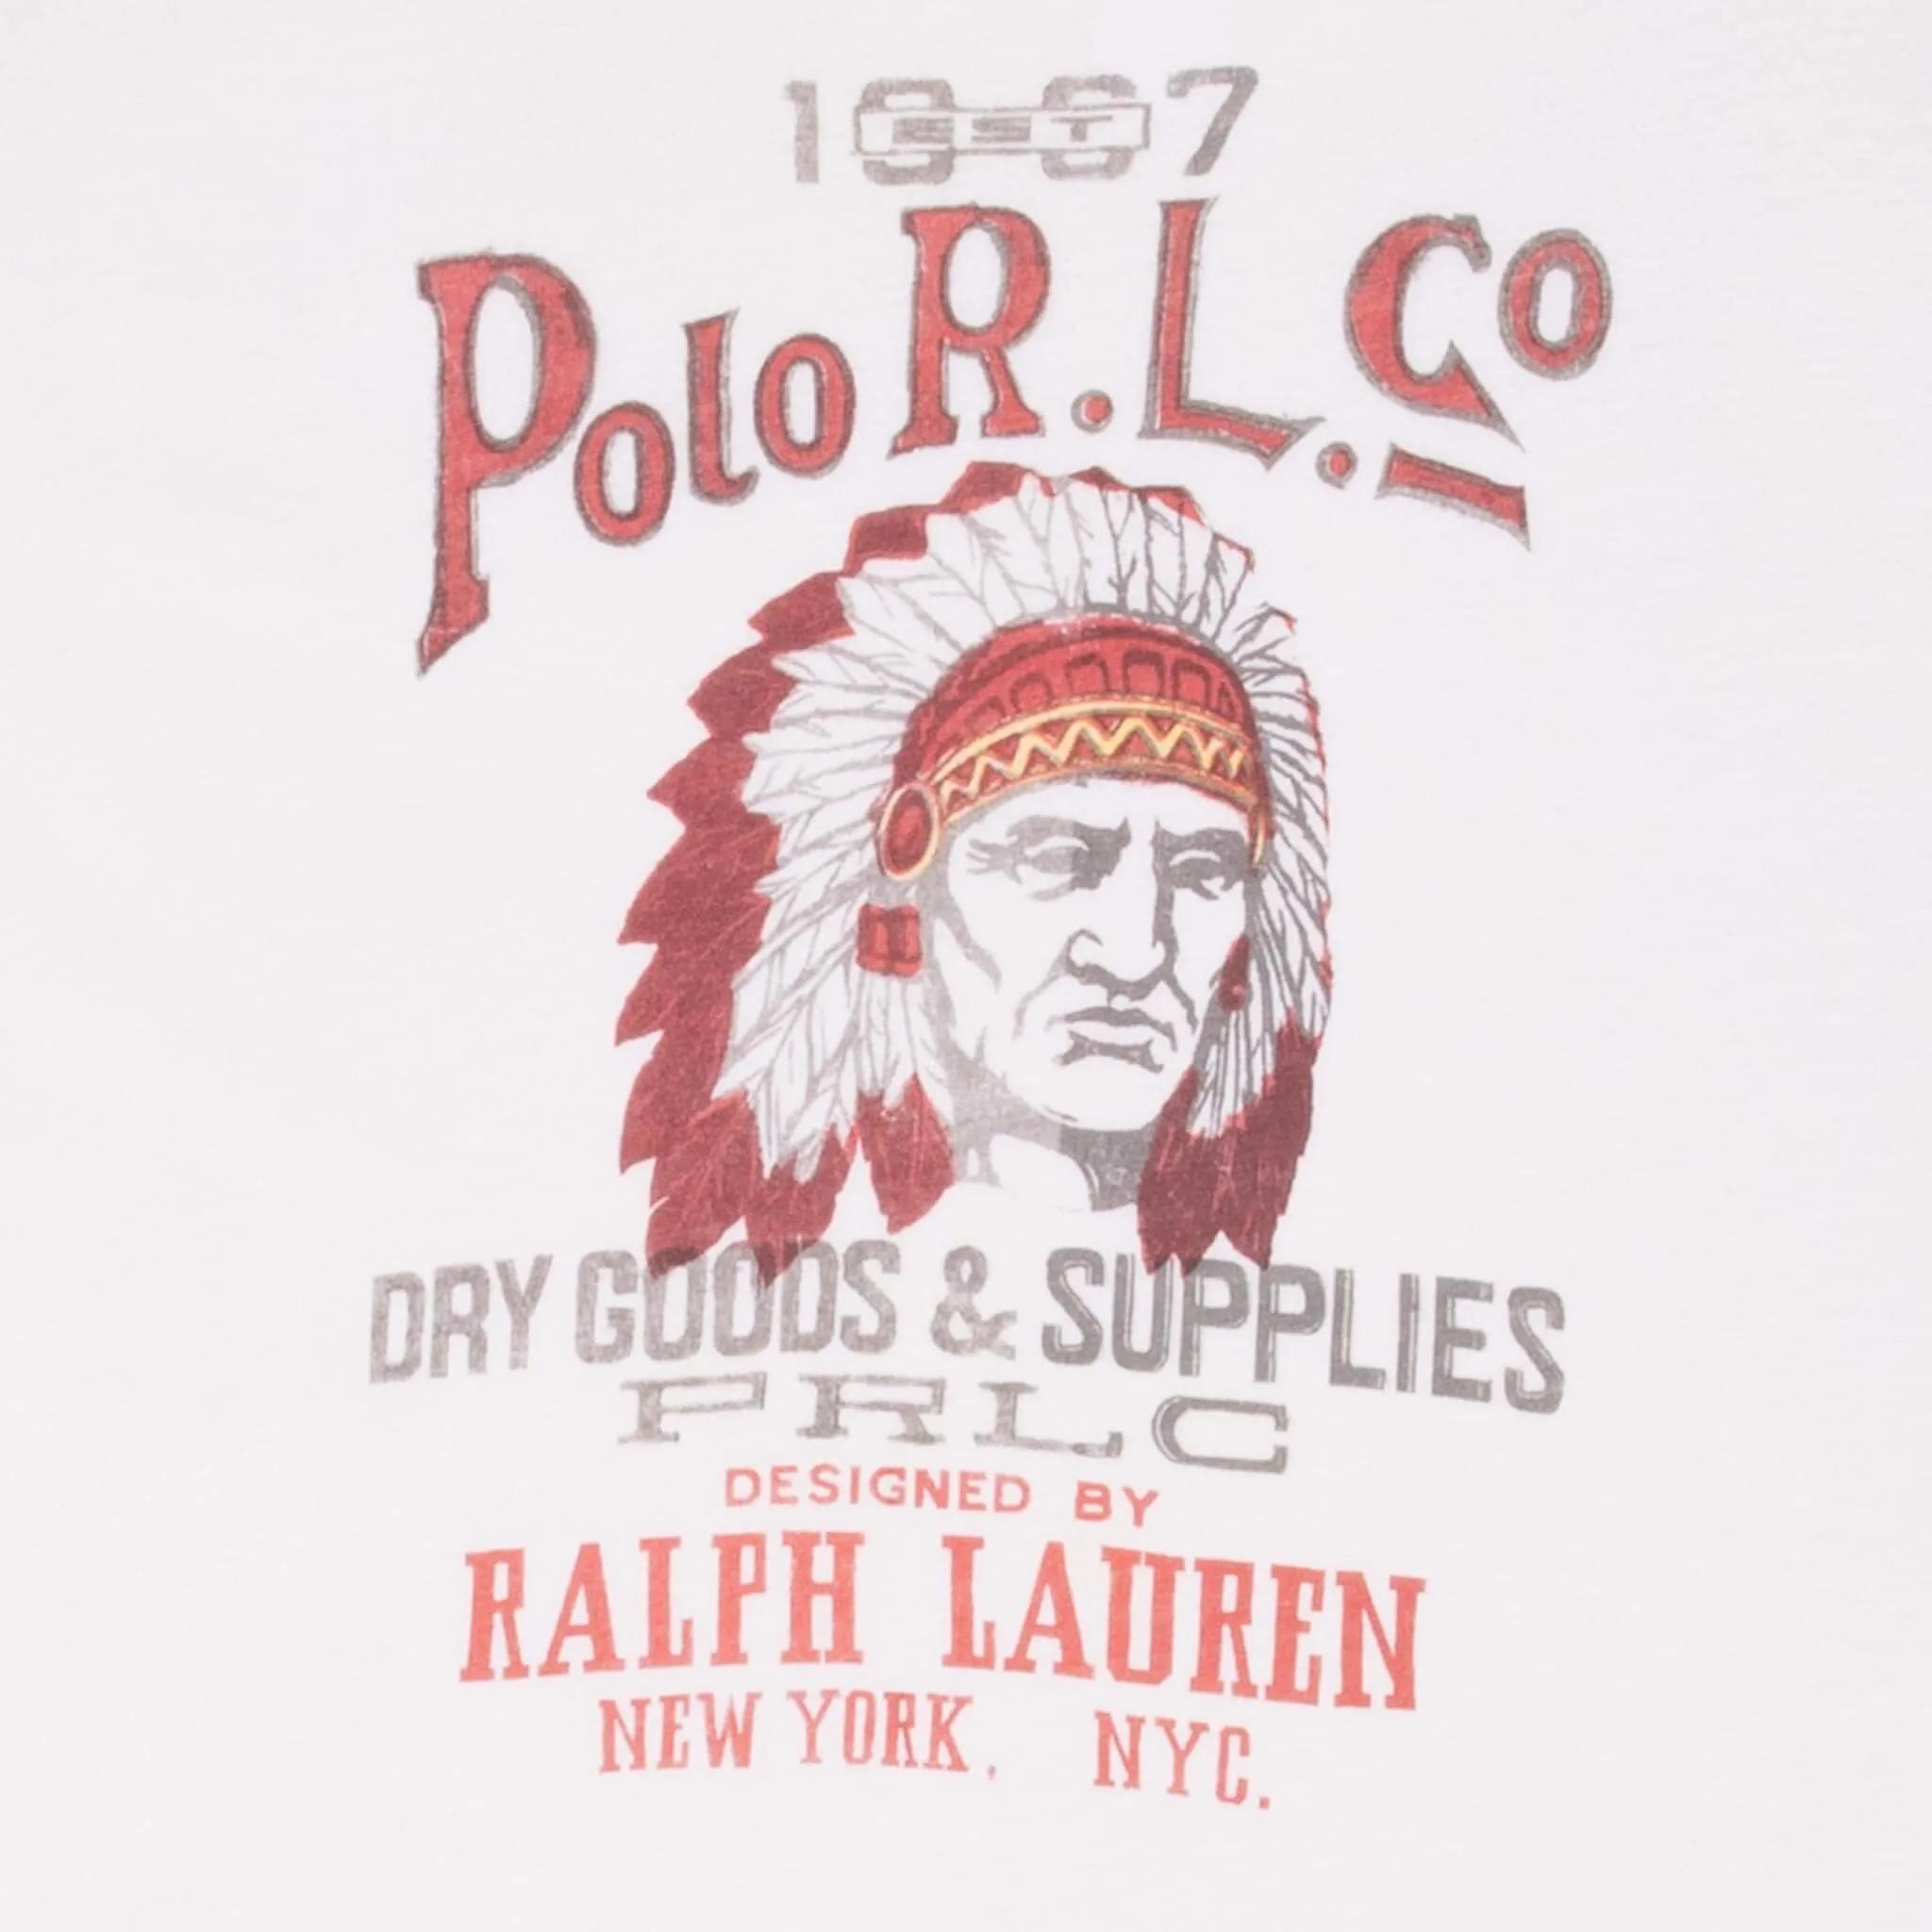 1967
EST
Polo R.L. Co
DRY GOODS & SUPPLIES
PRLC
DESIGNED BY
RALPH LAUREN
NEW YORK, NYC.